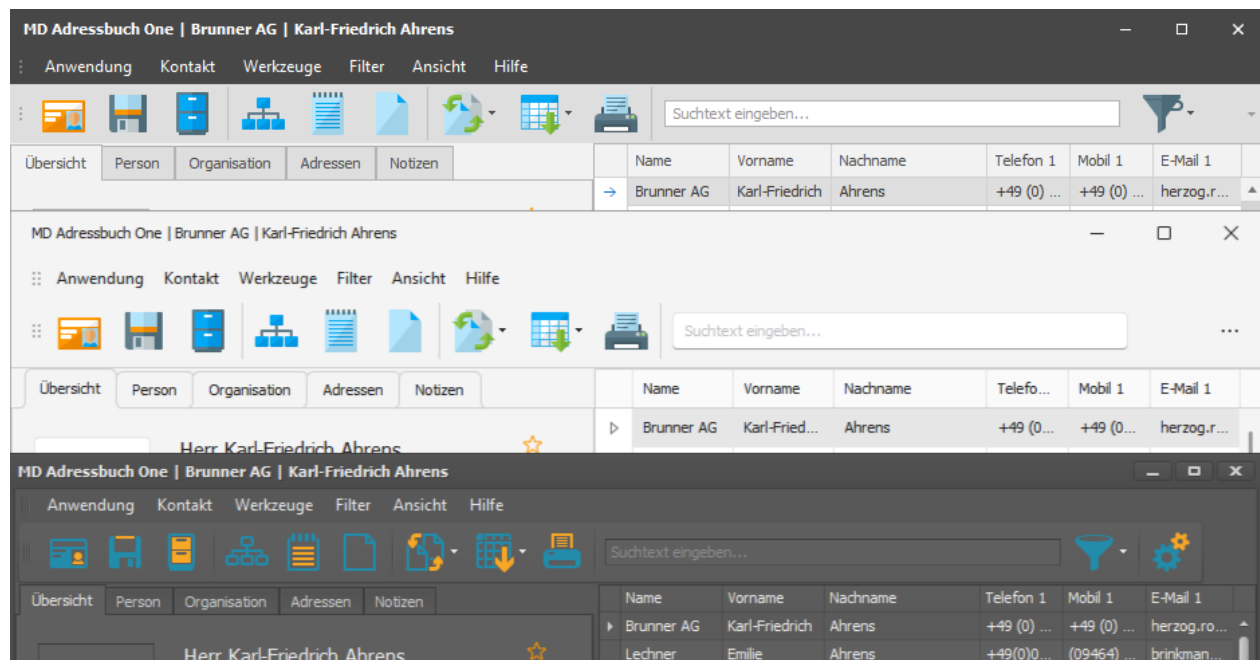 MD Adressbuch One | Brunner AG | Karl-Friedrich Ahrens
Anwendung Kontakt Werkzeuge Filter Ansicht Hilfe
Suchtext eingeben...
Übersicht Person Organisation Adressen Notizen
Name Vorname Nachname Telefon 1 Mobil 1 E-Mail 1
Brunner AG Karl-Friedrich Ahrens +49 (0) ... +49 (0) ... herzog.r...
MD Adressbuch One | Brunner AG | Karl-Friedrich Ahrens
Anwendung Kontakt Werkzeuge Filter Ansicht Hilfe
Suchtext eingeben...
Übersicht Person Organisation Adressen Notizen
Name Vorname Nachname Telefo... Mobil 1 E-Mail 1
Brunner AG Karl-Fried... Ahrens +49 (0... +49 (0... herzog.r...
Herr Karl-Friedrich Ahrens
MD Adressbuch One | Brunner AG | Karl-Friedrich Ahrens
Anwendung Kontakt Werkzeuge Filter Ansicht Hilfe
Suchtext eingeben...
Übersicht Person Organisation Adressen Notizen
Name Vorname Nachname Telefon 1 Mobil 1 E-Mail 1
Brunner AG Karl-Friedrich Ahrens +49 (0) ... +49 (0) ... herzog.ro...
Herr Karl-Friedrich Ahrens
Lechner Emilie Ahrens +49(0)0... (09464) ... brinkman...